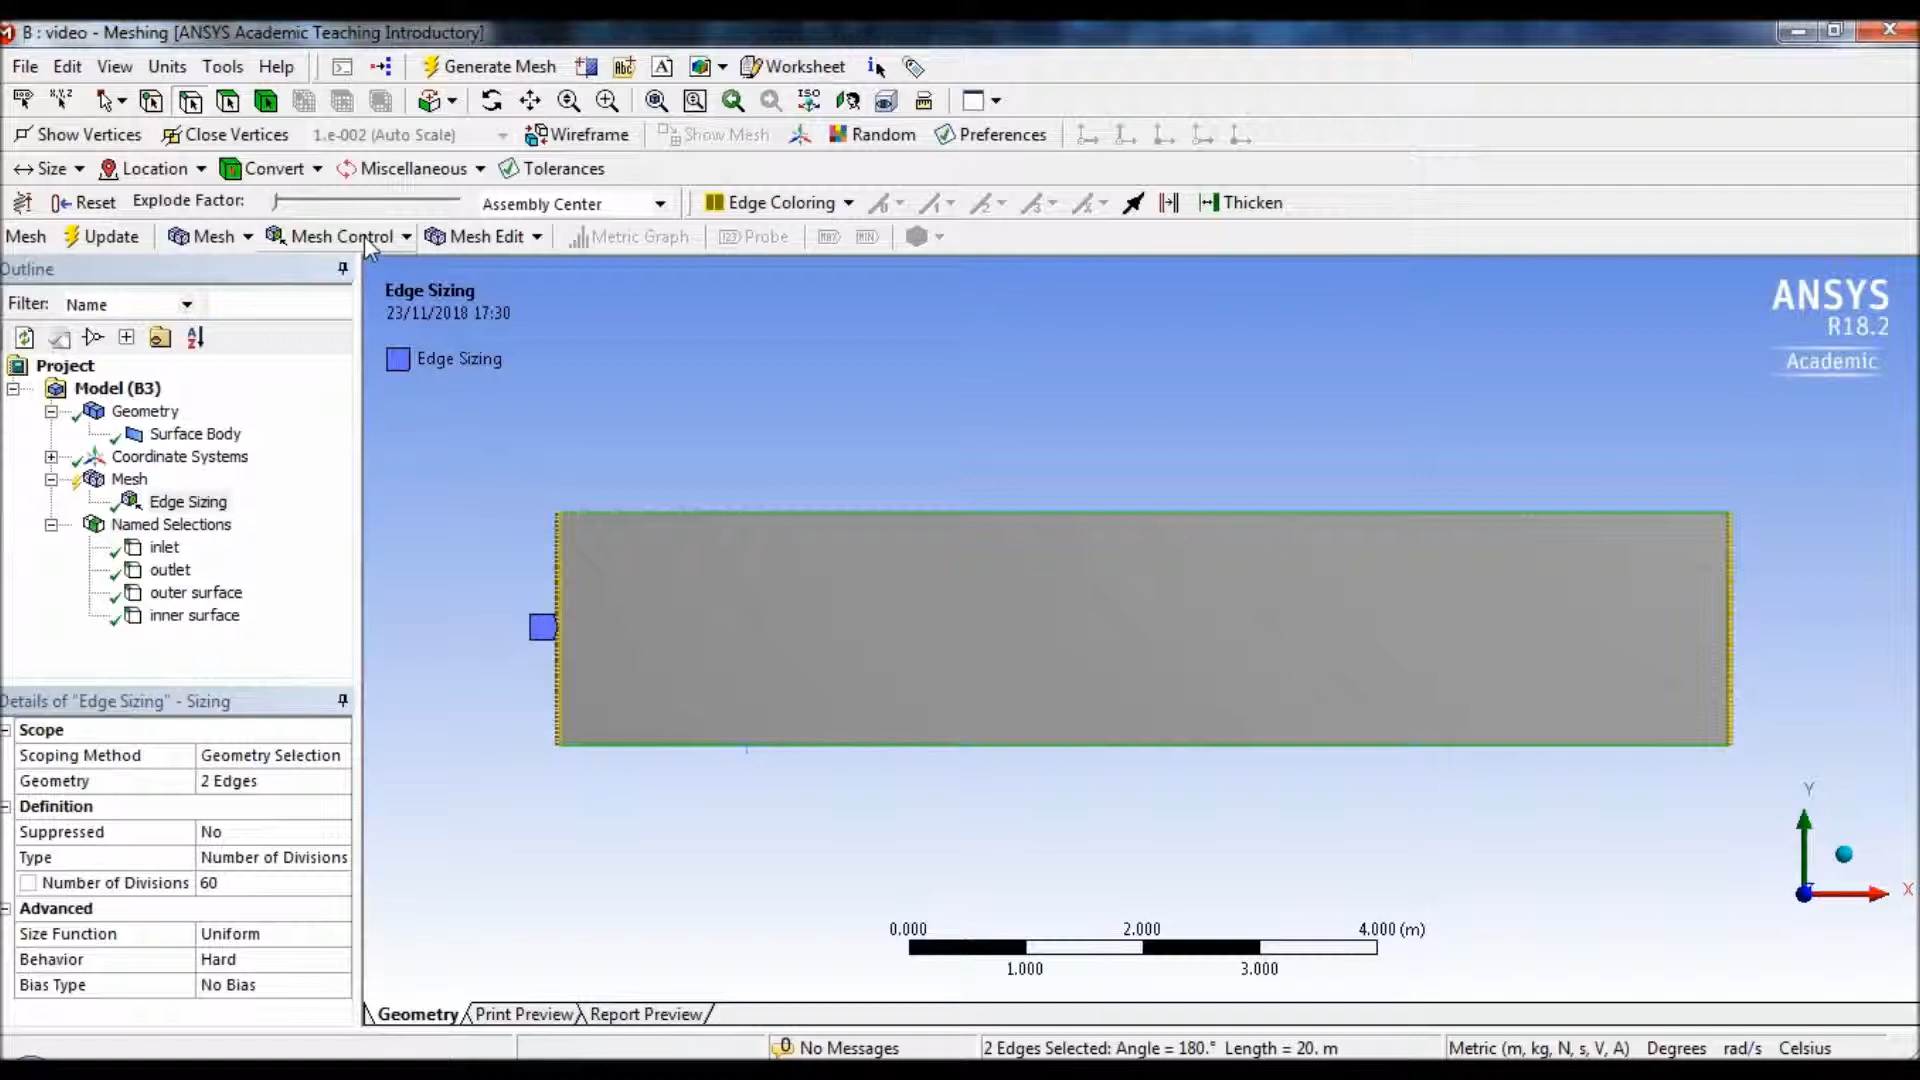 B : video - Meshing [ANSYS Academic Teaching Introductory]
File Edit View Units Tools Help Generate Mesh Worksheet
Show Vertices Close Vertices 1.e-002 (Auto Scale) Wireframe Show Mesh Random Preferences
Size Location Convert Miscellaneous Tolerances
Reset Explode Factor: Assembly Center Edge Coloring Thicken
Mesh Update Mesh Mesh Control Mesh Edit Metric Graph Probe
Outline
Filter: Name
Project
Model (B3)
Geometry
Surface Body
Coordinate Systems
Mesh
Edge Sizing
Named Selections
inlet
outlet
outer surface
inner surface
Details of "Edge Sizing" - Sizing
Scope
Scoping Method Geometry Selection
Geometry 2 Edges
Definition
Suppressed No
Type Number of Divisions
Number of Divisions 60
Advanced
Size Function Uniform
Behavior Hard
Bias Type No Bias
Edge Sizing
23/11/2018 17:30
Edge Sizing
ANSYS
R18.2
Academic
Y
X
0.000 2.000 4.000 (m)
1.000 3.000
Geometry Print Preview Report Preview
0 No Messages 2 Edges Selected: Angle = 180.° Length = 20. m Metric (m, kg, N, s, V, A) Degrees rad/s Celsius